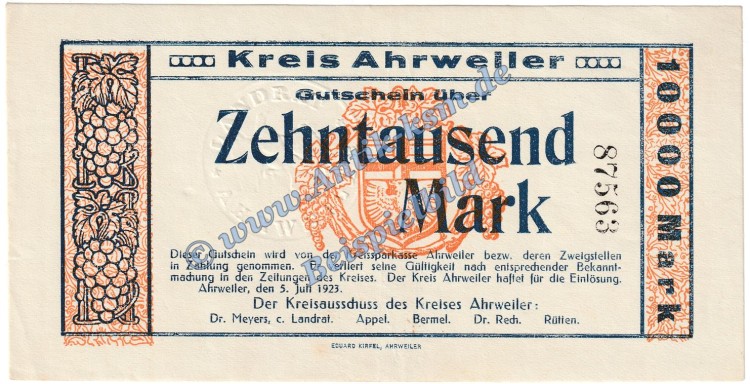 Kreis Ahrweiler
Gutschein über
Zehntausend
Mark
10000 Mark
87563
Dieser Gutschein wird von der Kreissparkasse Ahrweiler bezw. deren Zweigstellen
in Zahlung genommen. Er verliert seine Gültigkeit nach entsprechender Bekannt-
machung in den Zeitungen des Kreises. Der Kreis Ahrweiler haftet für die Einlösung.
Ahrweiler, den 5. Juli 1923.
Der Kreisausschuss des Kreises Ahrweiler:
Dr. Meyers, c. Landrat. Appel. Bermel. Dr. Rech. Rütten.
EDUARD KIRFEL, AHRWEILER
© www.Antikaksm.de
Beispielbild